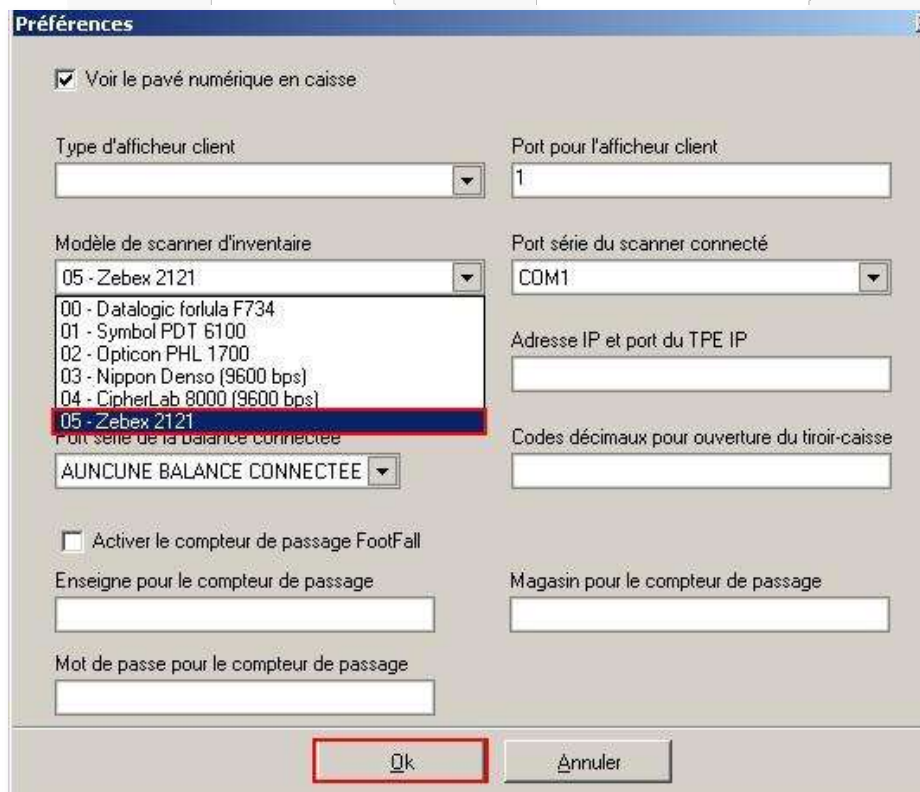 Préférences
Voir le pavé numérique en caisse
Type d'afficheur client
Port pour l'afficheur client
1
Modèle de scanner d'inventaire
Port série du scanner connecté
05 - Zebex 2121
COM1
00 - Datalogic forlula F734
01 - Symbol PDT 6100
02 - Opticon PHL 1700
03 - Nippon Denso (9600 bps)
04 - CipherLab 8000 (9600 bps)
05 - Zebex 2121
Adresse IP et port du TPE IP
Port série de la balance connectée
Codes décimaux pour ouverture du tiroir-caisse
AUNCUNE BALANCE CONNECTEE
Activer le compteur de passage FootFall
Enseigne pour le compteur de passage
Magasin pour le compteur de passage
Mot de passe pour le compteur de passage
Ok
Annuler